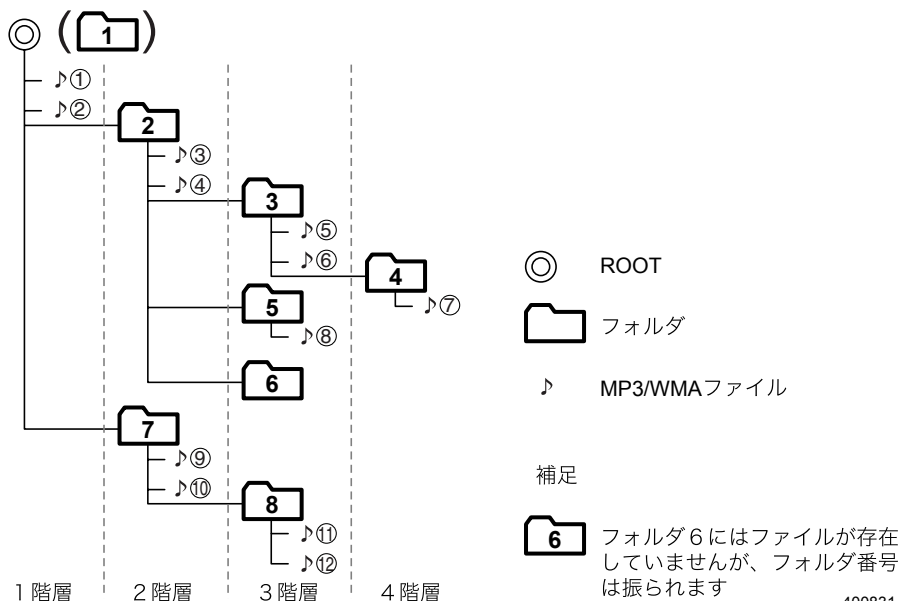 (1)
♪①
♪②
2
♪③
♪④
3
♪⑤
♪⑥
4
♪⑦
5
♪⑧
6
7
♪⑨
♪⑩
8
♪⑪
♪⑫
1階層 2階層 3階層 4階層
ROOT
フォルダ
♪ MP3/WMAファイル
補足
6 フォルダ6にはファイルが存在
していませんが、フォルダ番号
は振られます